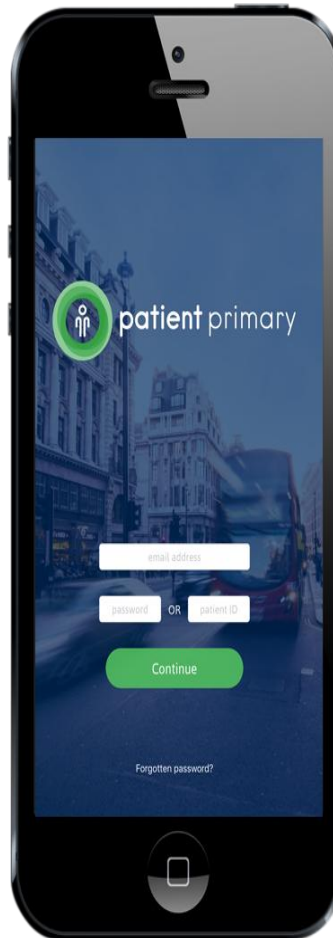 patient primary
email address
password OR patient ID
Continue
Forgotten password?